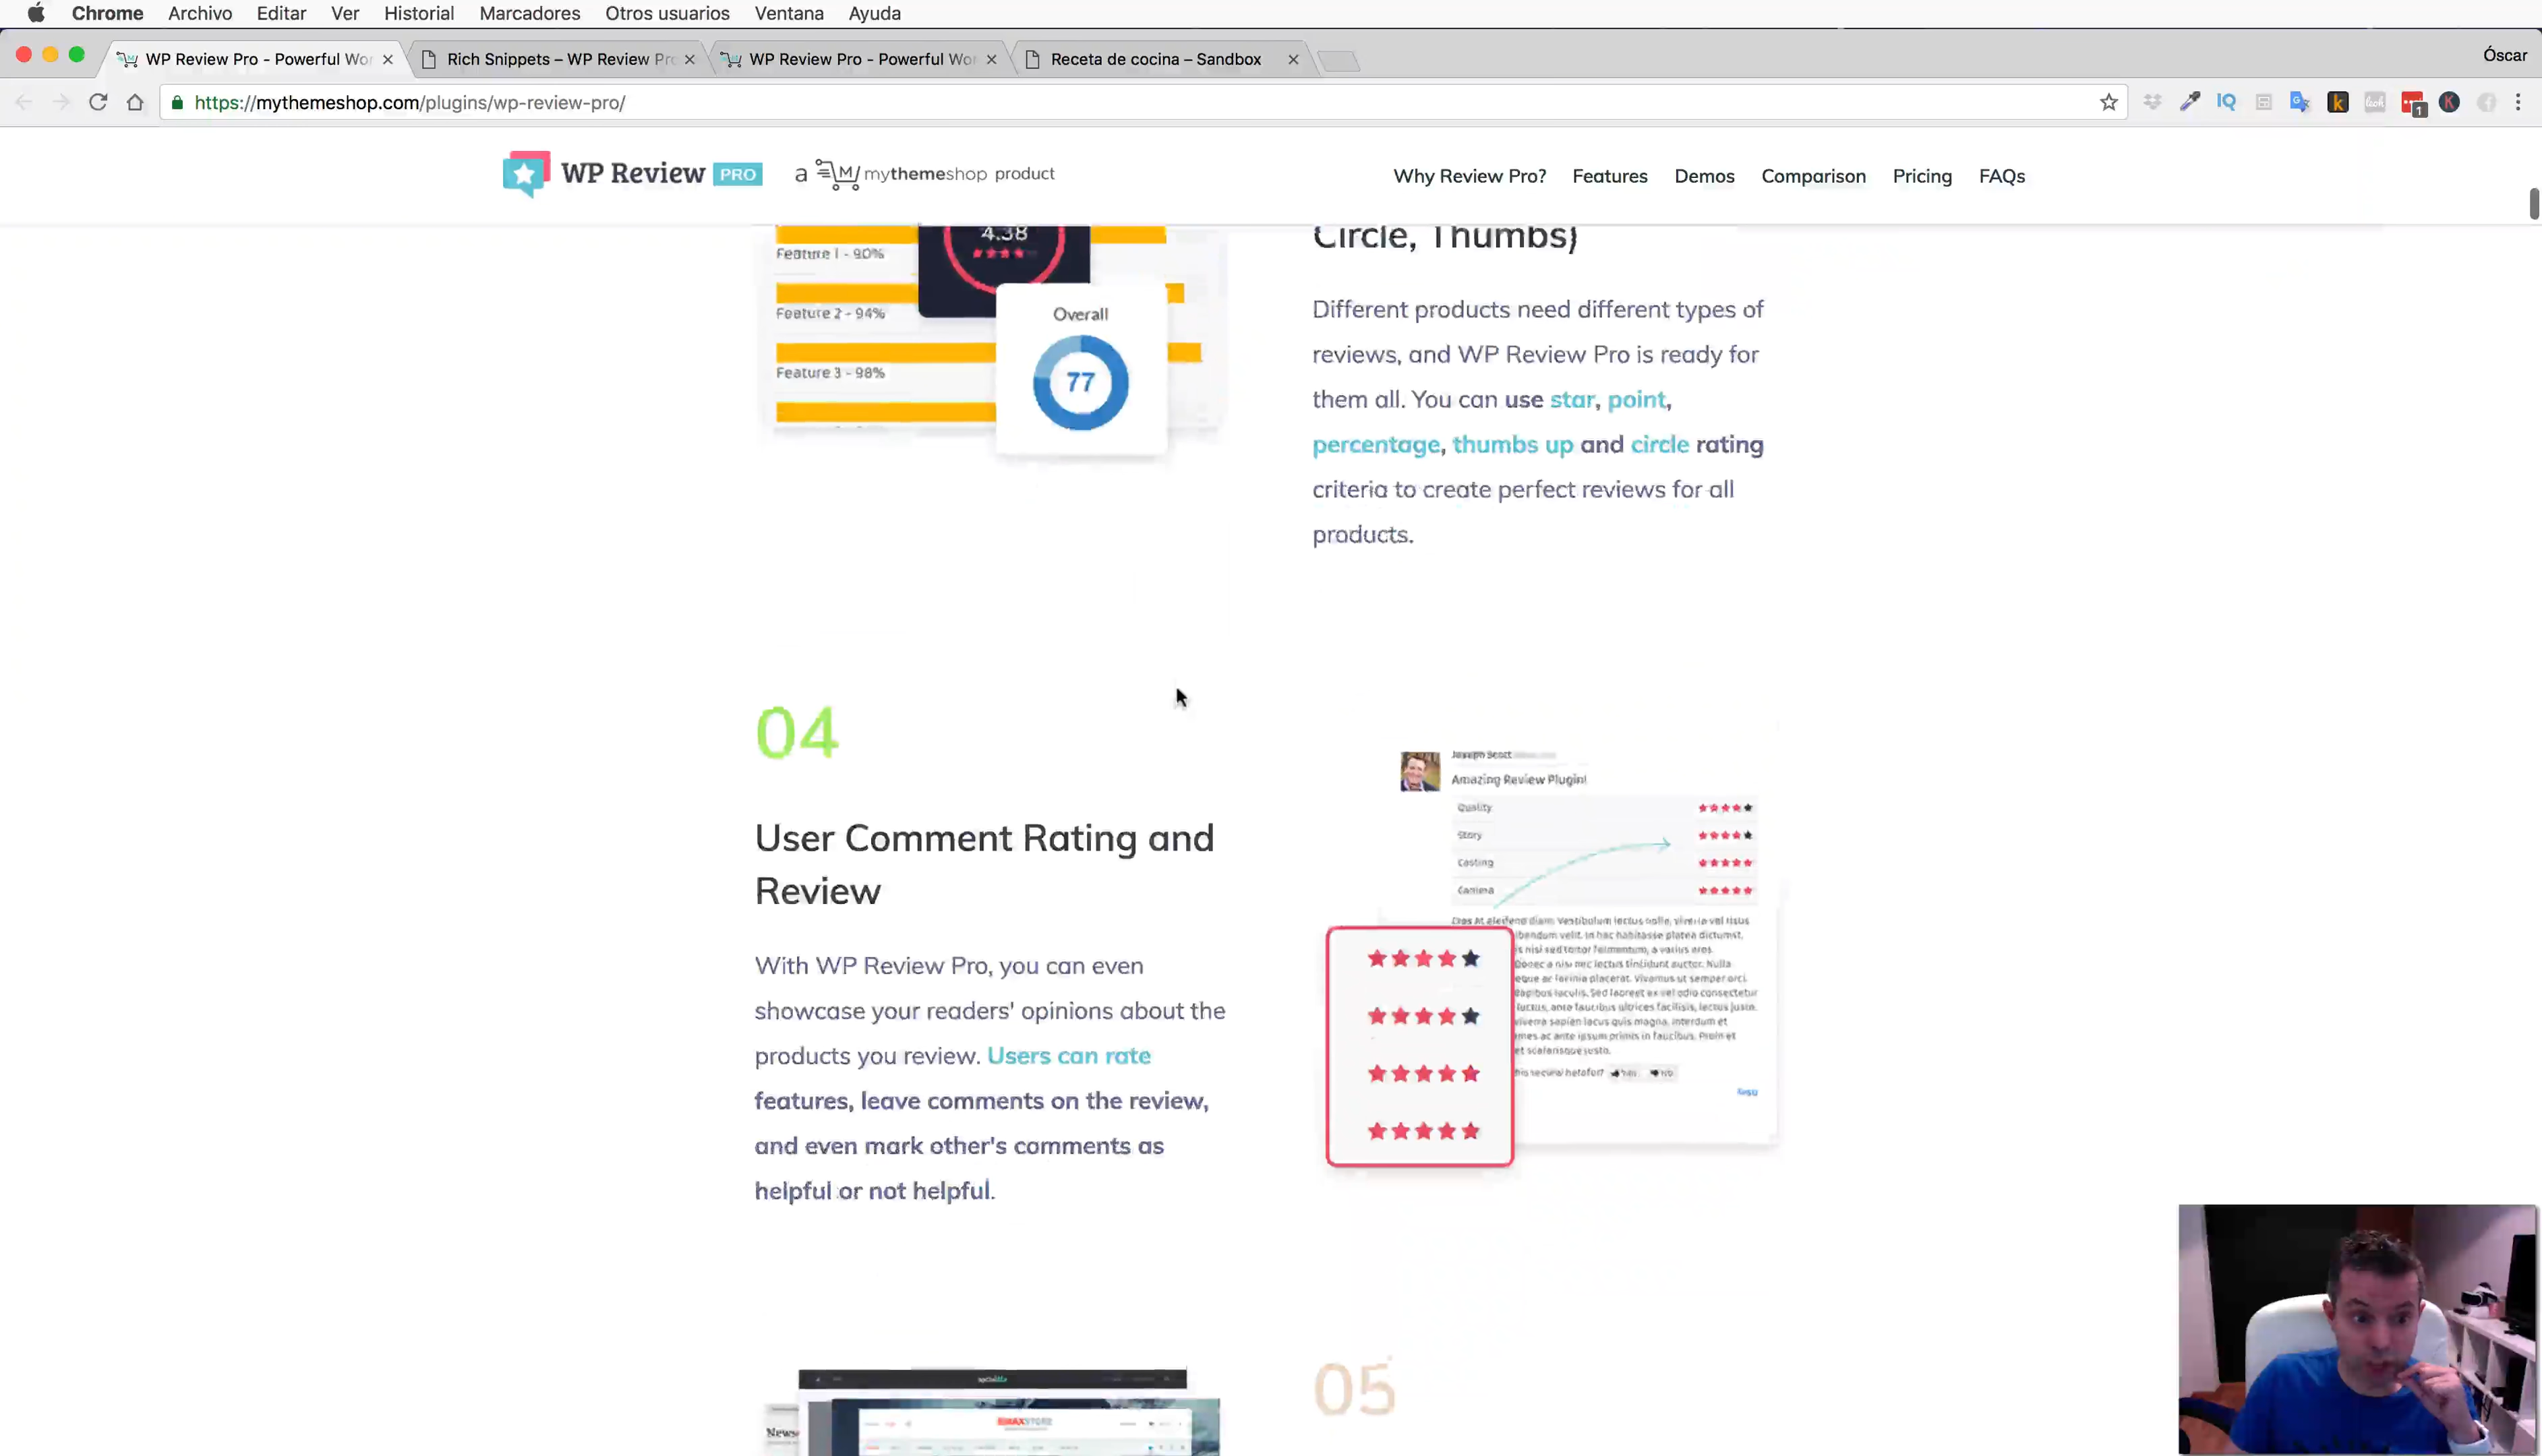 Chrome Archivo Editar Ver Historial Marcadores Otros usuarios Ventana Ayuda
WP Review Pro - Powerful Wor
Rich Snippets – WP Review Pro
WP Review Pro - Powerful Wor
Receta de cocina – Sandbox
Óscar
https://mythemeshop.com/plugins/wp-review-pro/
WP Review PRO a mythemeshop product
Why Review Pro? Features Demos Comparison Pricing FAQs
4.38
Feature 1 - 90%
Feature 2 - 94%
Feature 3 - 98%
Overall
77
Circle, Thumbs)
Different products need different types of
reviews, and WP Review Pro is ready for
them all. You can use star, point,
percentage, thumbs up and circle rating
criteria to create perfect reviews for all
products.
04
User Comment Rating and
Review
With WP Review Pro, you can even
showcase your readers' opinions about the
products you review. Users can rate
features, leave comments on the review,
and even mark other's comments as
helpful or not helpful.
Joseph Scott
Amazing Review Plugin!
Quality
Story
Casting
Camera
05
News